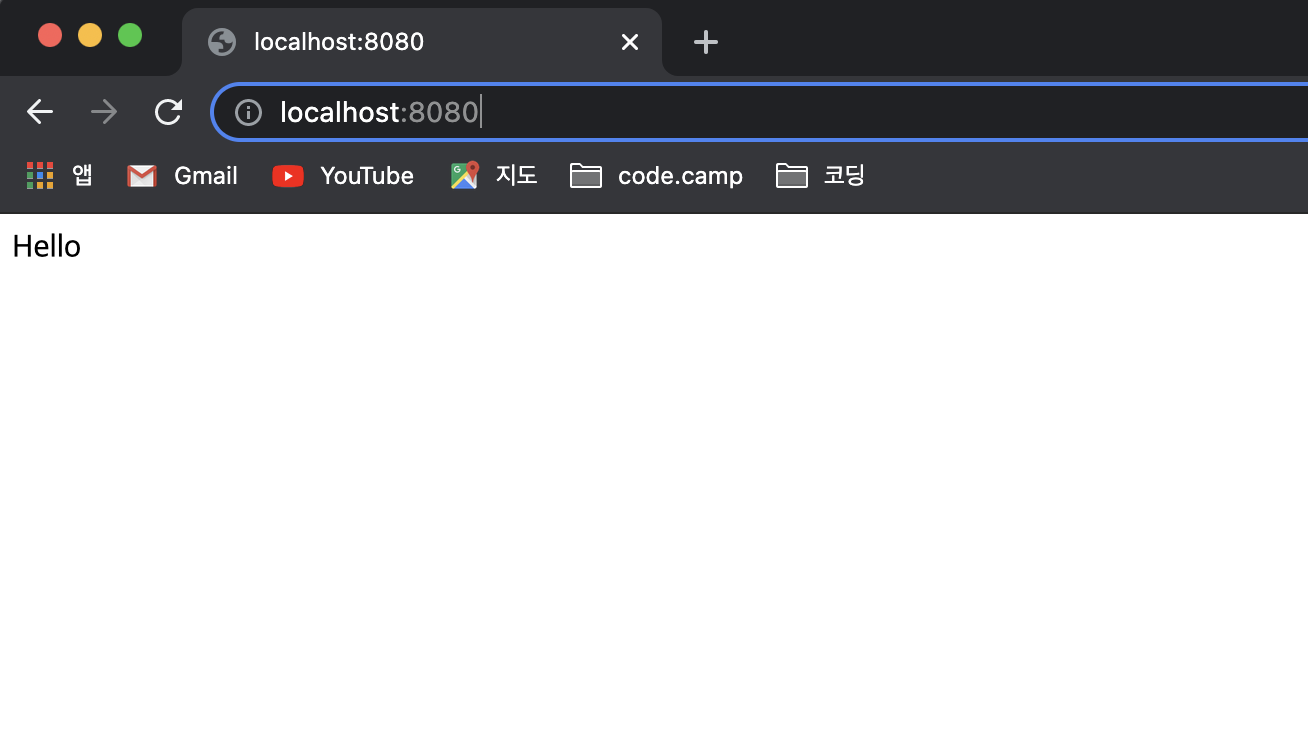 localhost:8080
localhost:8080
앱 Gmail YouTube 지도 code.camp 코딩
Hello